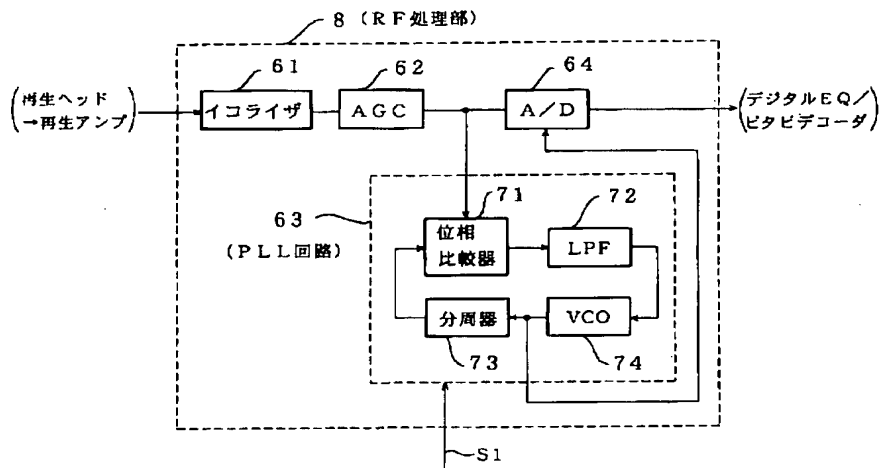 8 (RF処理部)
61
62
64
再生ヘッド
→再生アンプ
イコライザ
AGC
A/D
デジタルEQ/
ビタビデコーダ
63
(PLL回路)
71
72
位相
比較器
LPF
分周器
VCO
73
74
S1